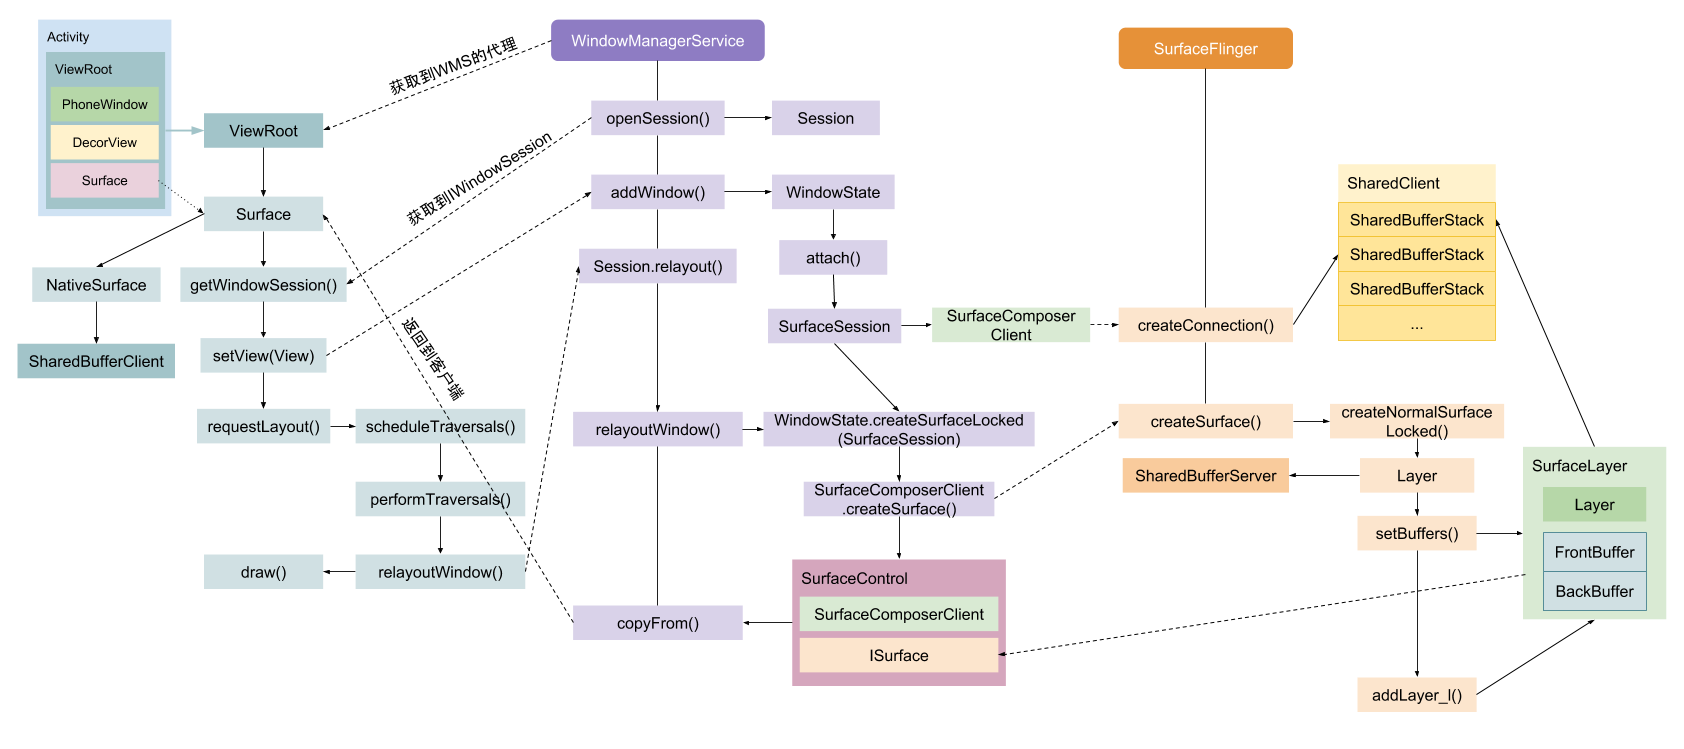 Activity
ViewRoot
PhoneWindow
DecorView
Surface
ViewRoot
Surface
NativeSurface
SharedBufferClient
getWindowSession()
setView(View)
requestLayout()
scheduleTraversals()
performTraversals()
relayoutWindow()
draw()
获取到WMS的代理
获取到IWindowSession
返回到客户端
WindowManagerService
openSession()
Session
addWindow()
WindowState
attach()
Session.relayout()
SurfaceSession
SurfaceComposer
Client
relayoutWindow()
WindowState.createSurfaceLocked
(SurfaceSession)
SurfaceComposerClient
.createSurface()
SurfaceControl
SurfaceComposerClient
ISurface
copyFrom()
SurfaceFlinger
createConnection()
SharedClient
SharedBufferStack
SharedBufferStack
SharedBufferStack
...
createSurface()
createNormalSurface
Locked()
SharedBufferServer
Layer
setBuffers()
addLayer_l()
SurfaceLayer
Layer
FrontBuffer
BackBuffer